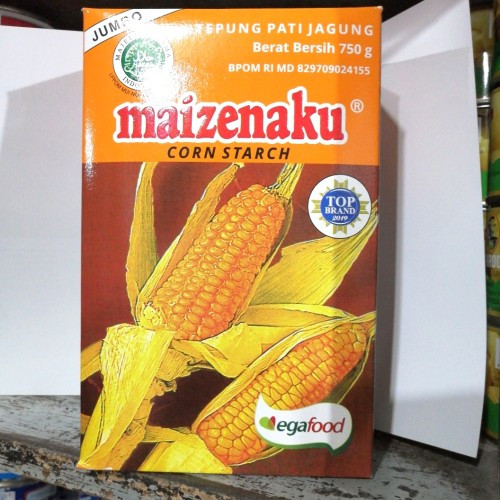 JUMBO
TEPUNG PATI JAGUNG
Berat Bersih 750 g
BPOM RI MD 829709024155
maizenaku®
CORN STARCH
TOP
BRAND
2019
egafood